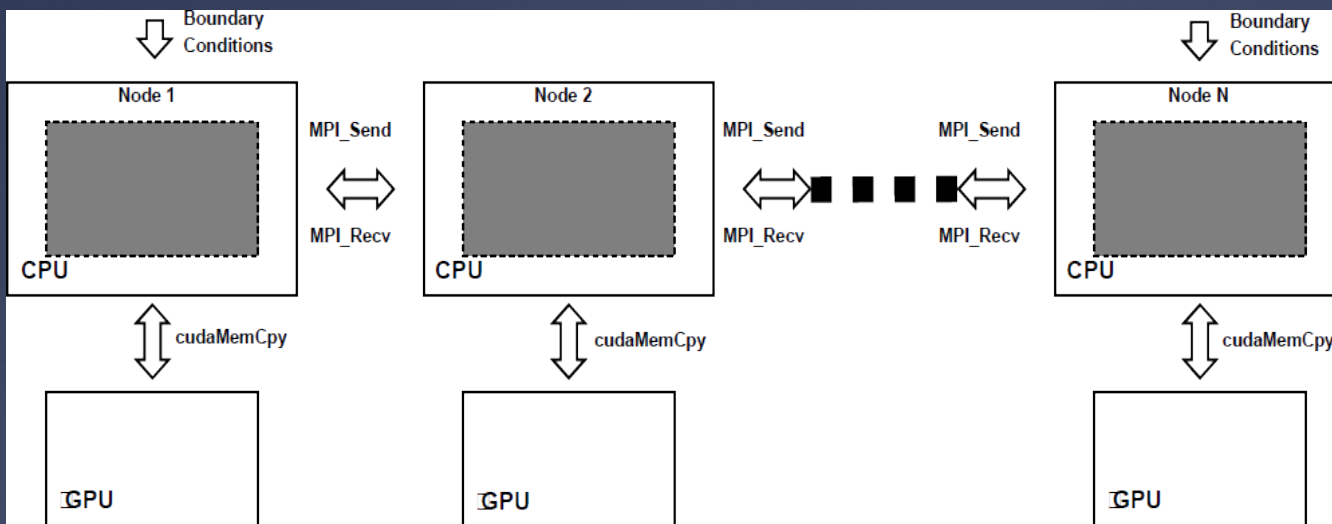 Boundary
Conditions
Boundary
Conditions
Node 1
Node 2
Node N
MPI_Send
MPI_Send
MPI_Send
MPI_Recv
MPI_Recv
MPI_Recv
CPU
CPU
CPU
cudaMemCpy
cudaMemCpy
cudaMemCpy
GPU
GPU
GPU